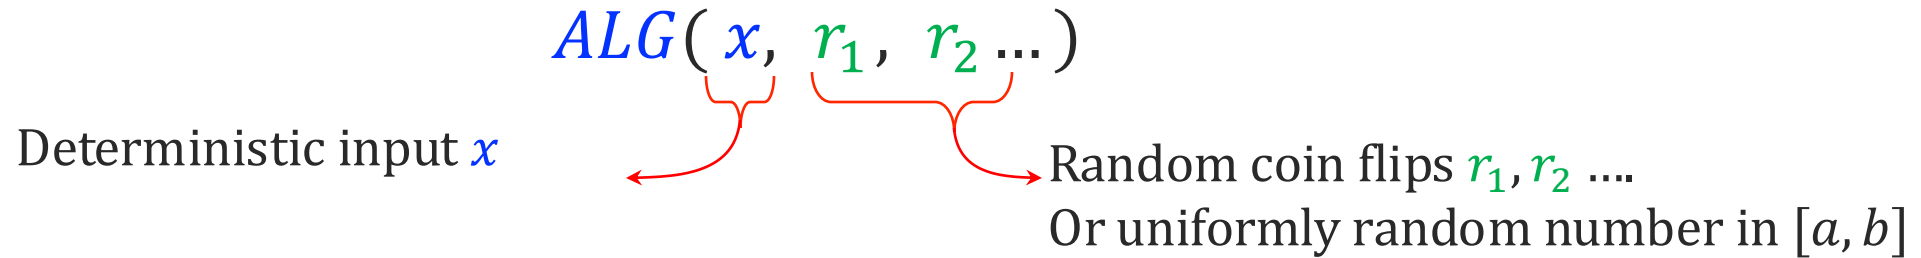 ALG( x, r₁, r₂ ... )
Deterministic input x
Random coin flips r₁, r₂ ....
Or uniformly random number in [a, b]